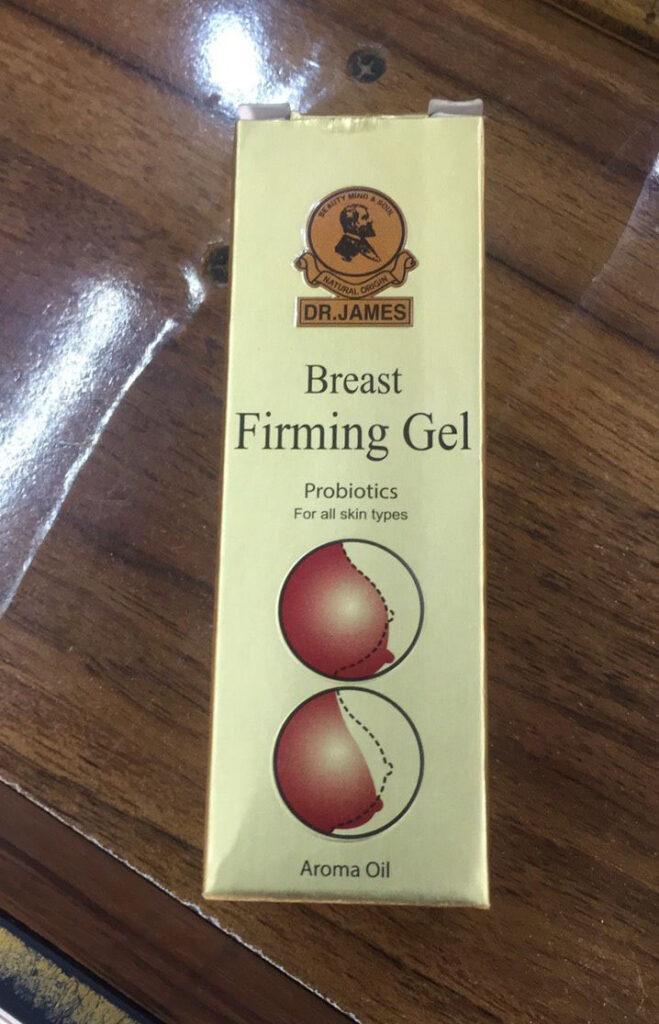 BEAUTY MIND & SOUL
NATURAL ORIGIN
DR.JAMES
Breast
Firming Gel
Probiotics
For all skin types
Aroma Oil